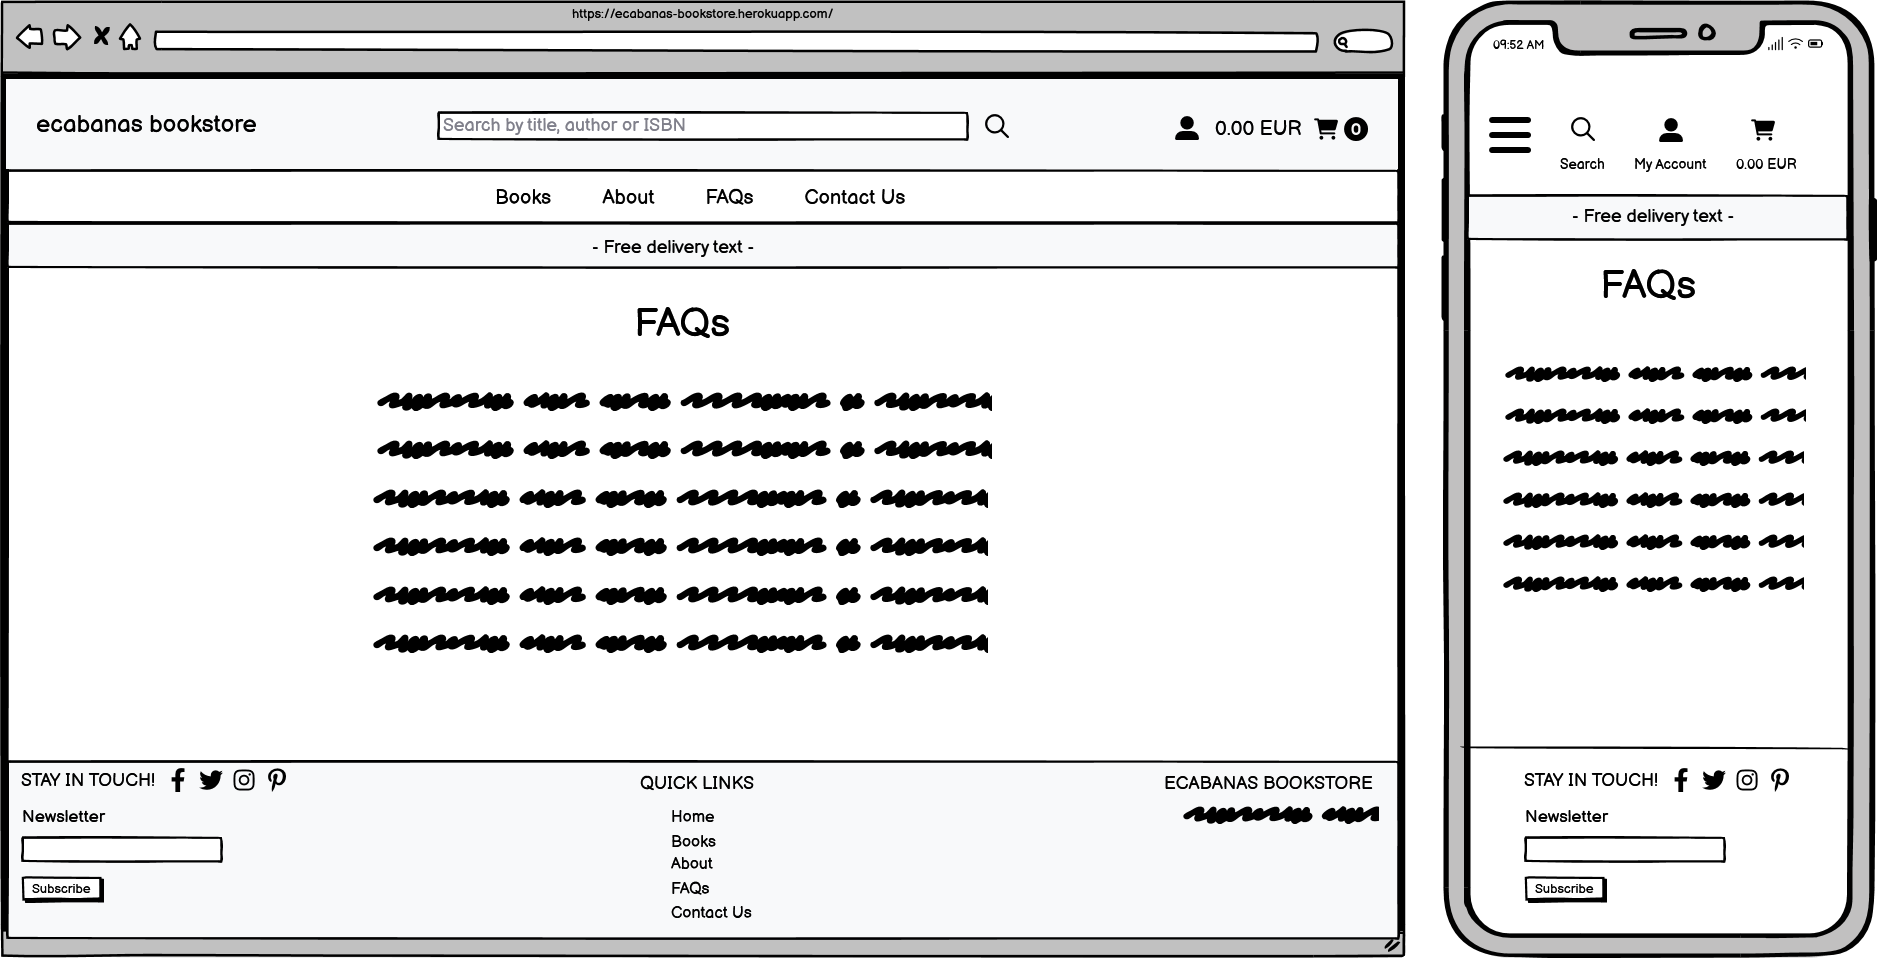 https://ecabanas-bookstore.herokuapp.com/
ecabanas bookstore
Search by title, author or ISBN
0.00 EUR
0
Books About FAQs Contact Us
- Free delivery text -
FAQs
STAY IN TOUCH!
Newsletter
Subscribe
QUICK LINKS
Home
Books
About
FAQs
Contact Us
ECABANAS BOOKSTORE
09:52 AM
Search My Account 0.00 EUR
- Free delivery text -
FAQs
STAY IN TOUCH!
Newsletter
Subscribe